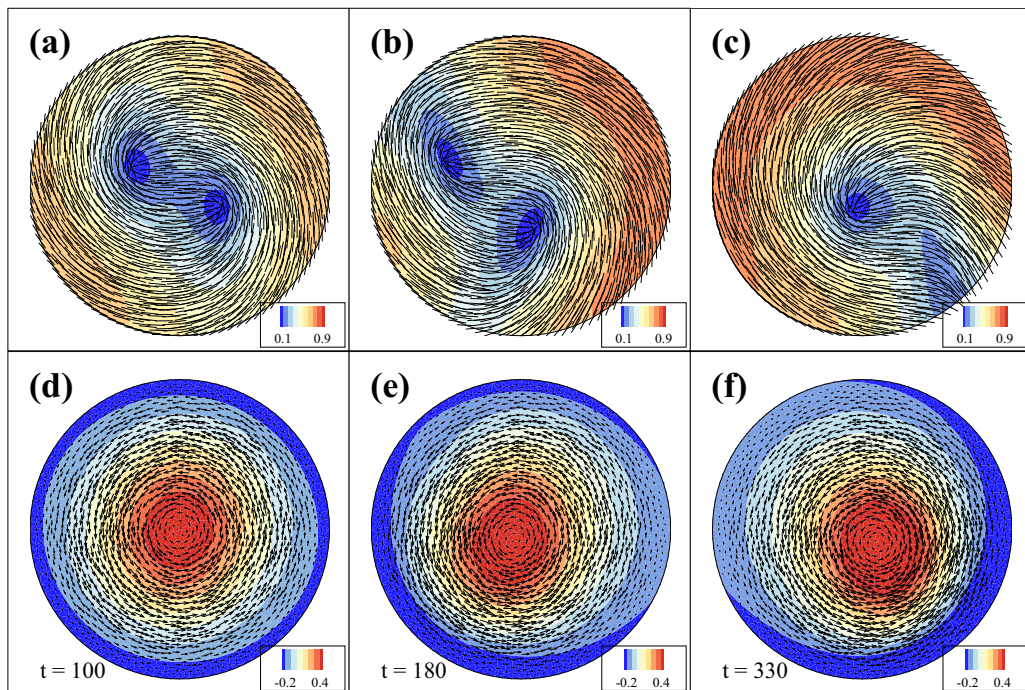 (a)
(b)
(c)
0.1 0.9
0.1 0.9
0.1 0.9
(d)
(e)
(f)
t = 100
-0.2 0.4
t = 180
-0.2 0.4
t = 330
-0.2 0.4